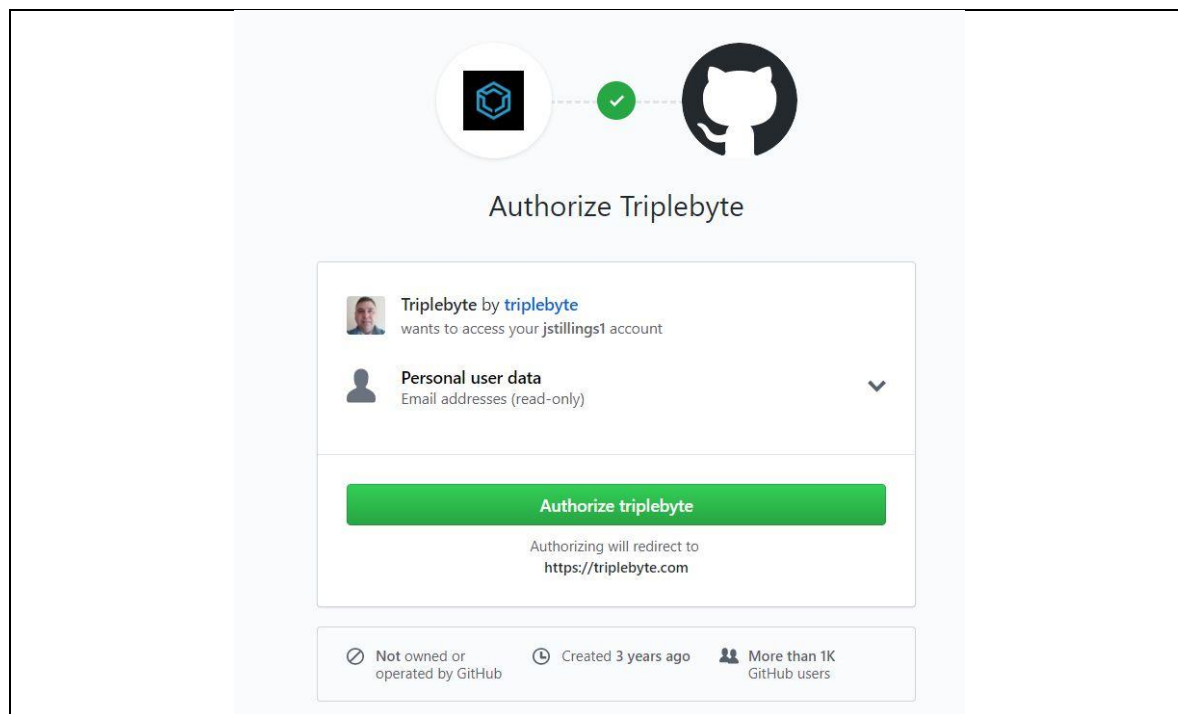 Authorize Triplebyte
Triplebyte by triplebyte
wants to access your jstillings1 account
Personal user data
Email addresses (read-only)
Authorize triplebyte
Authorizing will redirect to
https://triplebyte.com
Not owned or
operated by GitHub
Created 3 years ago
More than 1K
GitHub users